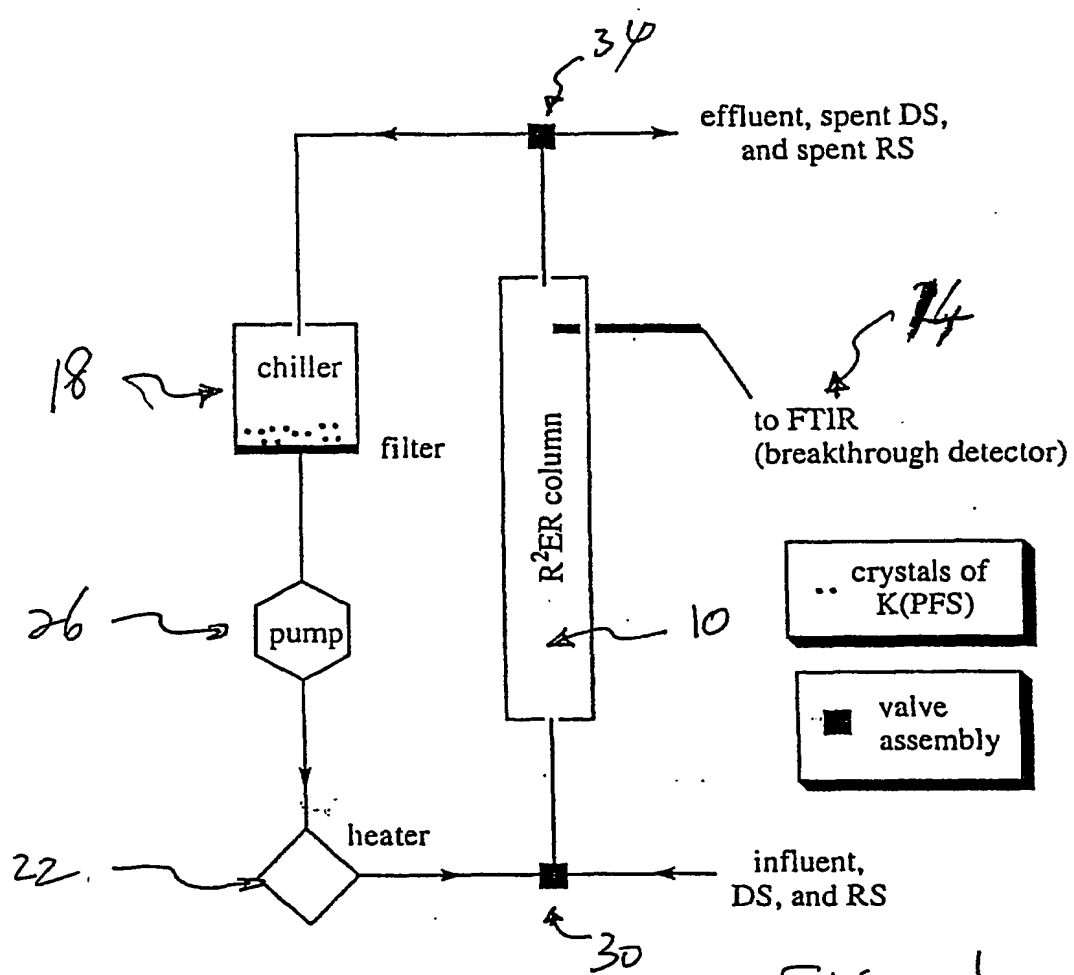 34
effluent, spent DS,
and spent RS
14
18
chiller
filter
to FTIR
(breakthrough detector)
R²ER column
crystals of
K(PFS)
26
pump
10
valve
assembly
heater
22.
influent,
DS, and RS
30